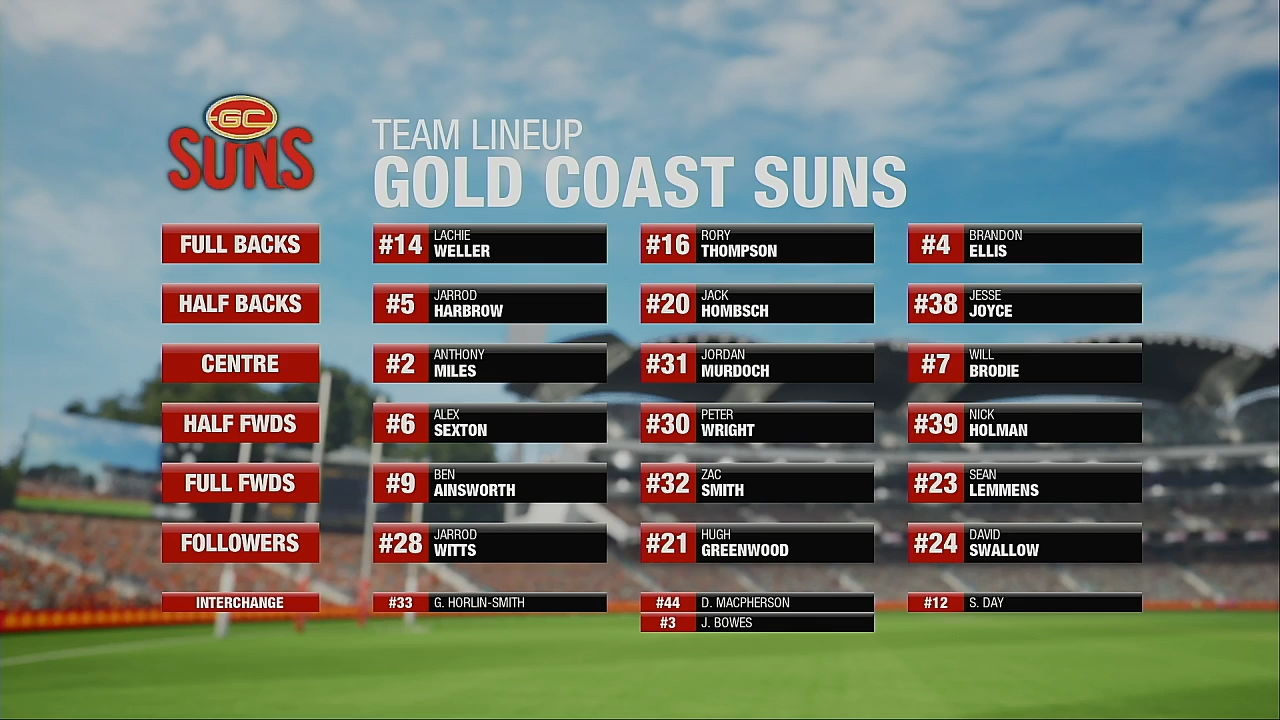 GC
SUNS
TEAM LINEUP
GOLD COAST SUNS
FULL BACKS
#14 LACHIE WELLER
#16 RORY THOMPSON
#4 BRANDON ELLIS
HALF BACKS
#5 JARROD HARBROW
#20 JACK HOMBSCH
#38 JESSE JOYCE
CENTRE
#2 ANTHONY MILES
#31 JORDAN MURDOCH
#7 WILL BRODIE
HALF FWDS
#6 ALEX SEXTON
#30 PETER WRIGHT
#39 NICK HOLMAN
FULL FWDS
#9 BEN AINSWORTH
#32 ZAC SMITH
#23 SEAN LEMMENS
FOLLOWERS
#28 JARROD WITTS
#21 HUGH GREENWOOD
#24 DAVID SWALLOW
INTERCHANGE
#33 G. HORLIN-SMITH
#44 D. MACPHERSON
#12 S. DAY
#3 J. BOWES